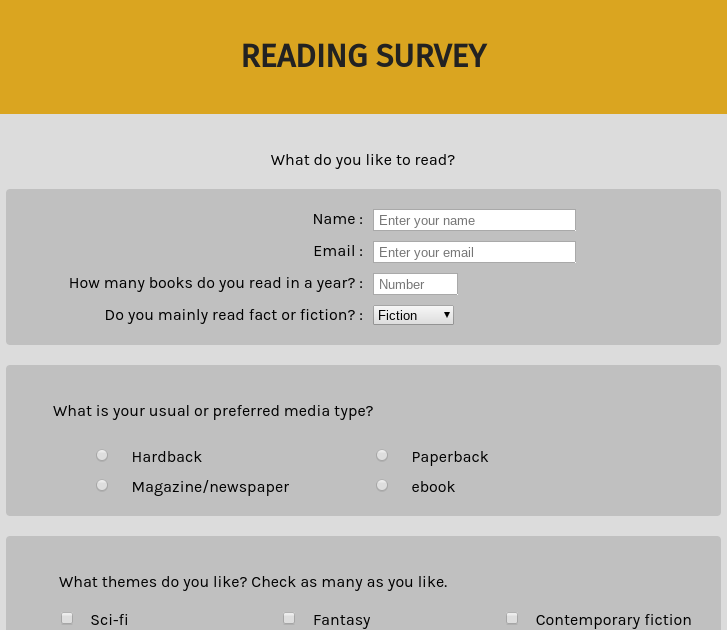 READING SURVEY
What do you like to read?
Name : Enter your name
Email : Enter your email
How many books do you read in a year? : Number
Do you mainly read fact or fiction? : Fiction
What is your usual or preferred media type?
Hardback Paperback
Magazine/newspaper ebook
What themes do you like? Check as many as you like.
Sci-fi Fantasy Contemporary fiction